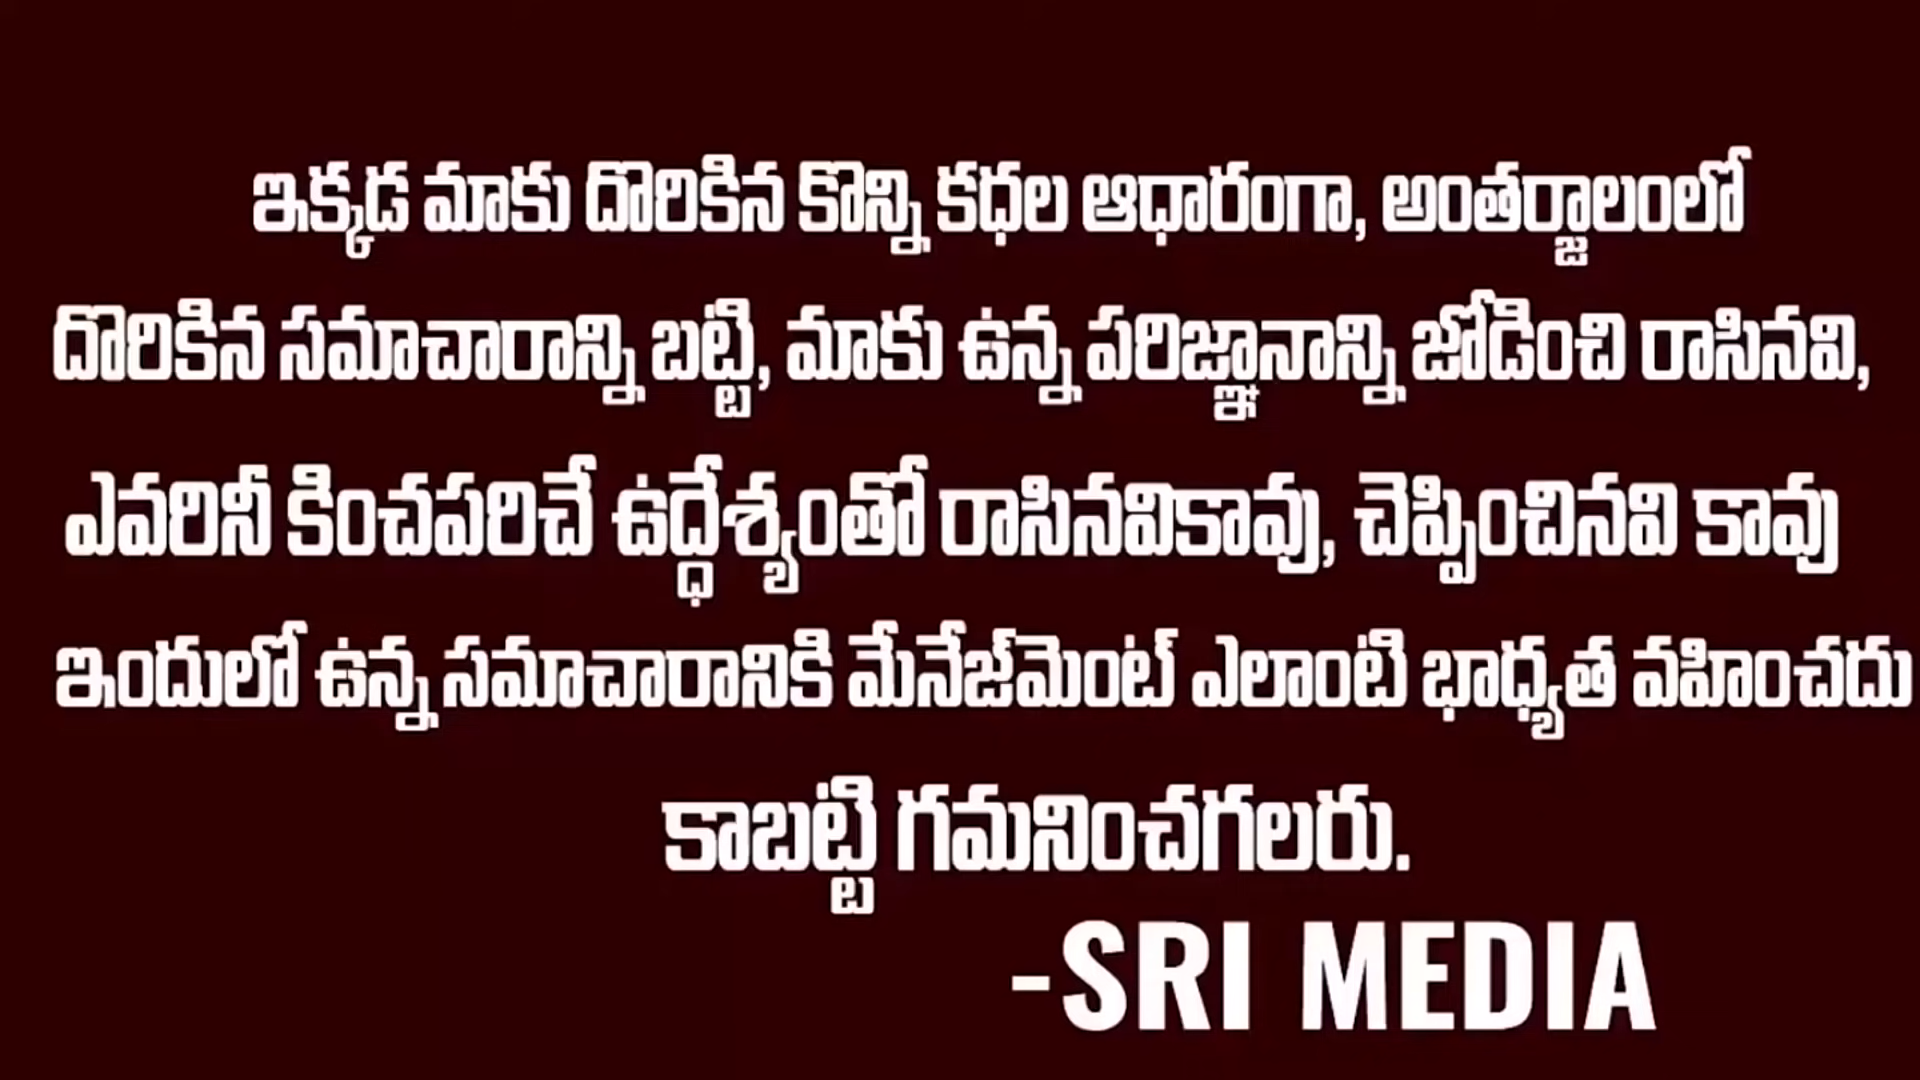 ఇక్కడ మాకు దొరికిన కొన్ని కధల ఆధారంగా, అంతర్జాలంలో
దొరికిన సమాచారాన్ని బట్టి, మాకు ఉన్న పరిజ్ఞానాన్ని జోడించి రాసినవి,
ఎవరినీ కించపరిచే ఉద్ధేశ్యంతో రాసినవికావు, చెప్పించినవి కావు
ఇందులో ఉన్న సమాచారానికి మేనేజ్‌మెంట్ ఎలాంటి భాధ్యత వహించదు
కాబట్టి గమనించగలరు.
-SRI MEDIA